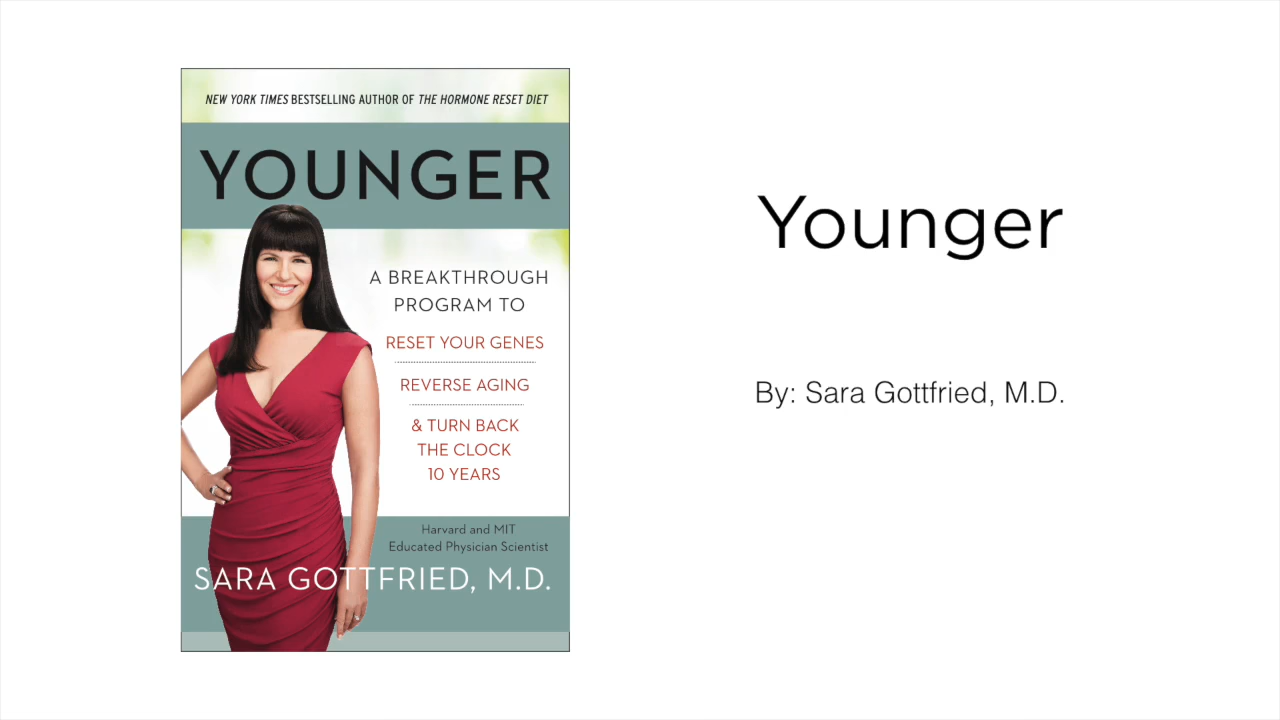 NEW YORK TIMES BESTSELLING AUTHOR OF THE HORMONE RESET DIET
YOUNGER
A BREAKTHROUGH
PROGRAM TO
RESET YOUR GENES
REVERSE AGING
& TURN BACK
THE CLOCK
10 YEARS
Harvard and MIT
Educated Physician Scientist
SARA GOTTFRIED, M.D.
Younger
By: Sara Gottfried, M.D.